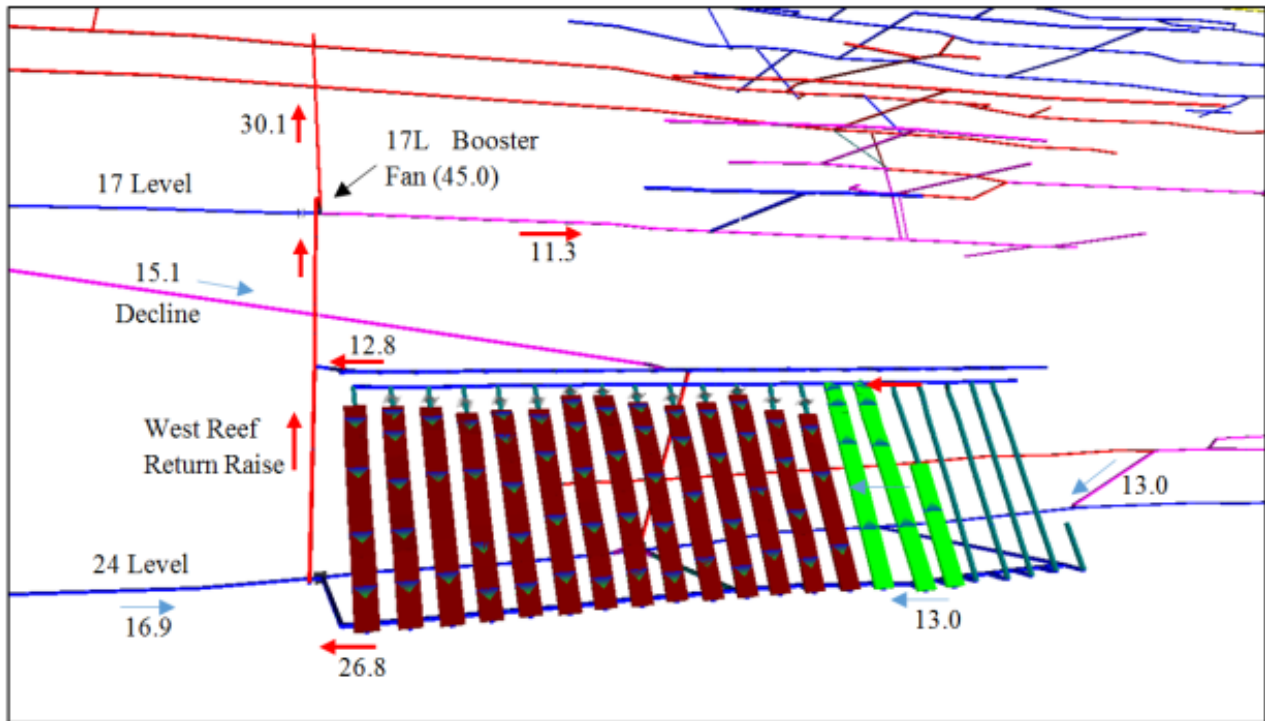 30.1
17L Booster
Fan (45.0)
17 Level
11.3
15.1
Decline
12.8
West Reef
Return Raise
13.0
24 Level
16.9
13.0
26.8